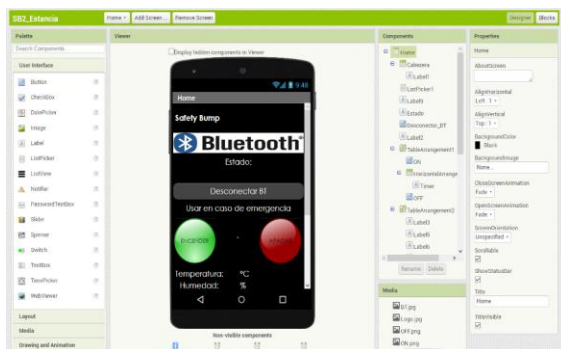 SB2_Estancia
Home
Add Screen ...
Remove Screen
Designer
Blocks
Palette
Search Components...
User Interface
Button
CheckBox
DatePicker
Image
Label
ListPicker
ListView
Notifier
PasswordTextBox
Slider
Spinner
Switch
TextBox
TimePicker
WebViewer
Layout
Media
Drawing and Animation
Viewer
Display hidden components in Viewer
9:48
Home
Safety Bump
Bluetooth
Estado:
Desconectar BT
Usar en caso de emergencia
ENCENDER
APAGAR
Temperatura: °C
Humedad: %
Non-visible components
Components
Home
Cabezera
Label1
ListPicker1
Label9
Estado
Desconector_BT
Label2
TableArrangement1
ON
HorizontalArrange
Timer
OFF
TableArrangement2
Label3
Label5
Label6
Rename
Delete
Media
BT.jpg
Logo.jpg
OFF.png
ON.png
Properties
Home
AboutScreen
AlignHorizontal
Left : 1
AlignVertical
Top : 1
BackgroundColor
Black
BackgroundImage
None...
CloseScreenAnimation
Fade
OpenScreenAnimation
Fade
ScreenOrientation
Unspecified
Scrollable
ShowStatusBar
Title
Home
TitleVisible